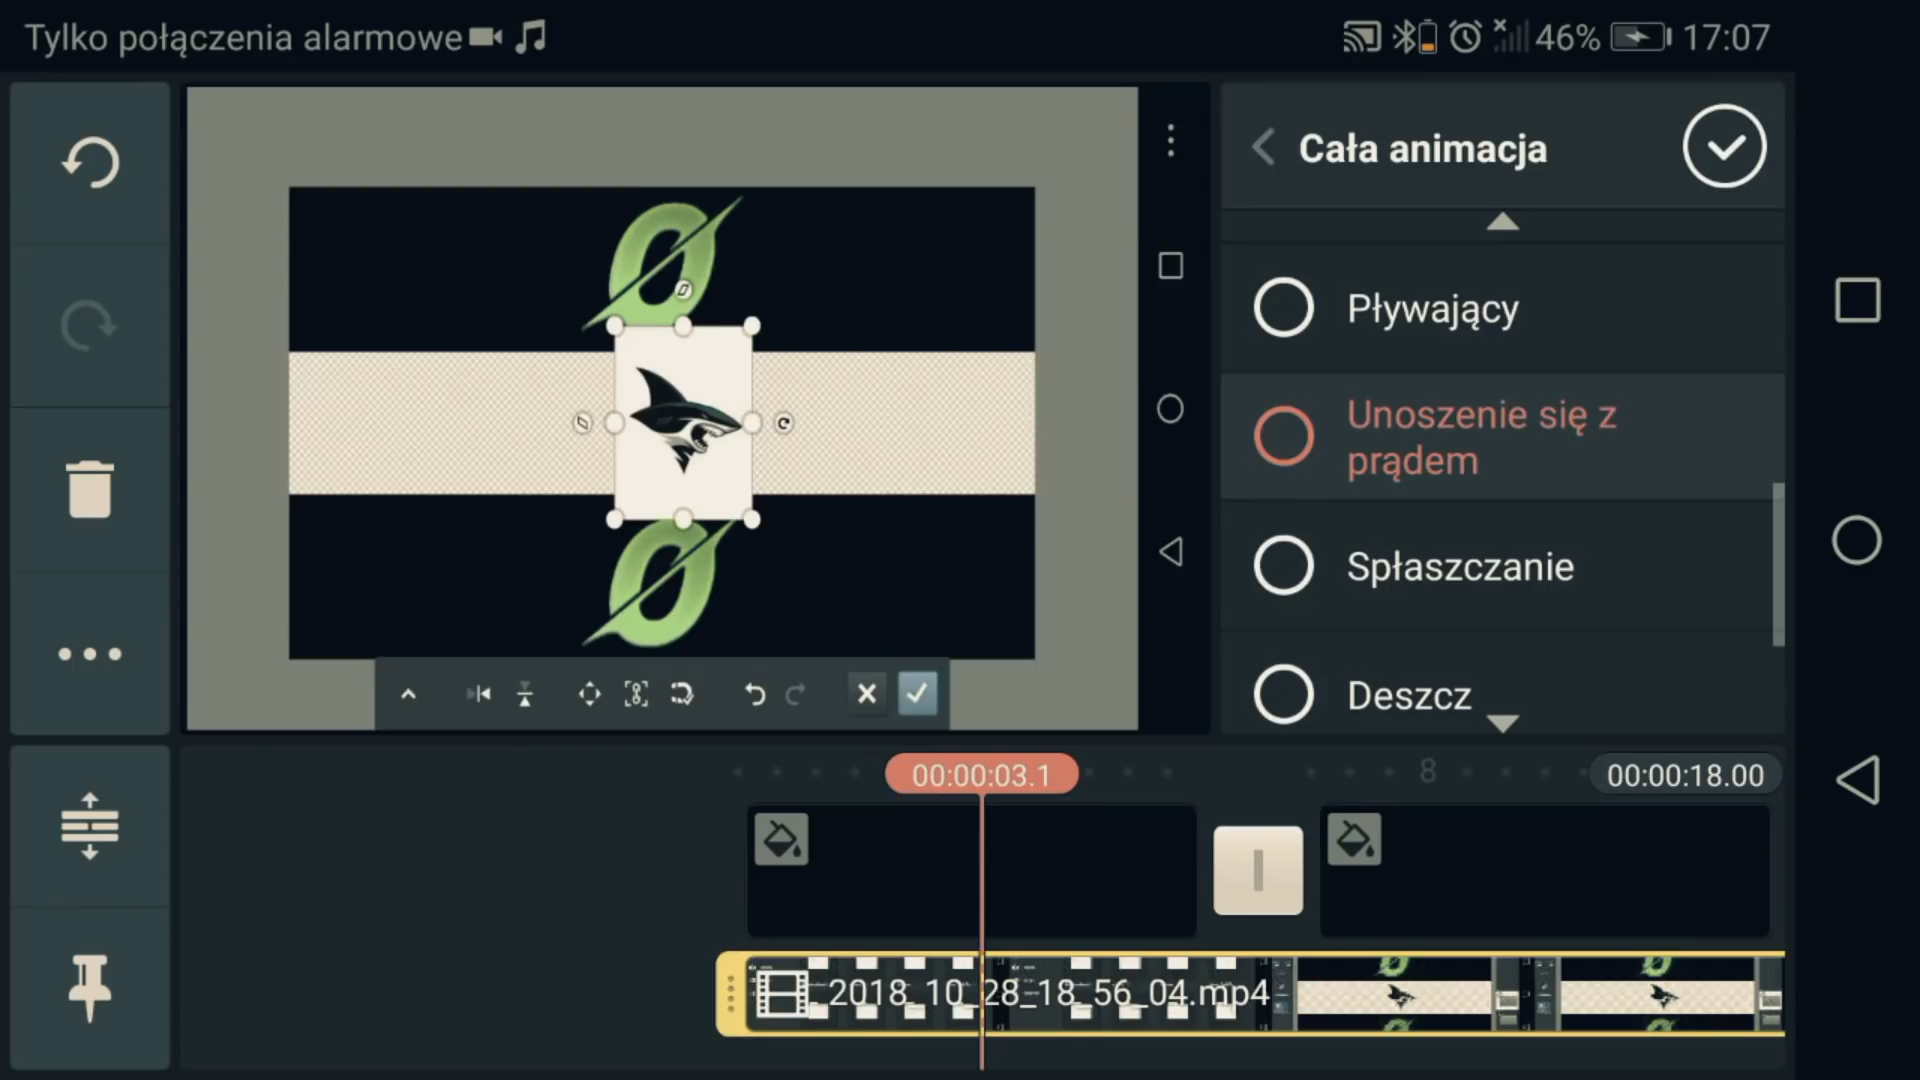 Tylko połączenia alarmowe
46%
17:07
Cała animacja
Pływający
Unoszenie się z
prądem
Spłaszczanie
Deszcz
00:00:03.1
8
00:00:18.00
_2018_10_28_18_56_04.mp4